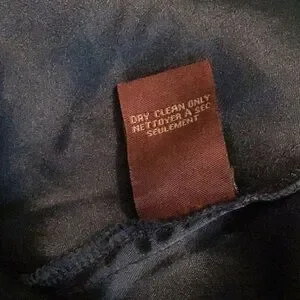 DRY CLEAN ONLY
NETTOYER À SEC
SEULEMENT